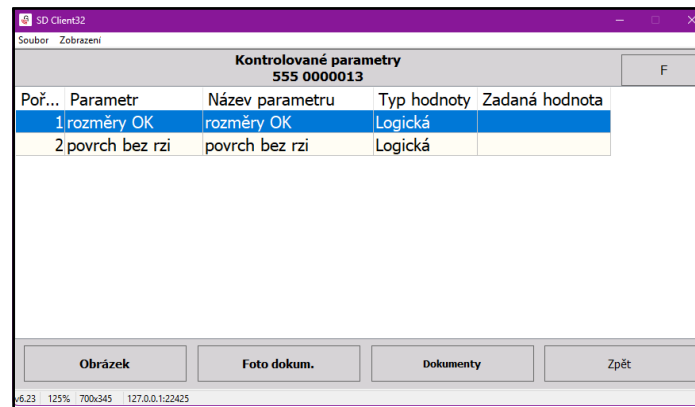 SD Client32
Soubor Zobrazení
Kontrolované parametry
555 0000013
F
Poř... Parametr Název parametru Typ hodnoty Zadaná hodnota
1 rozměry OK rozměry OK Logická
2 povrch bez rzi povrch bez rzi Logická
Obrázek Foto dokum. Dokumenty Zpět
v6.23 125% 700x345 127.0.0.1:22425